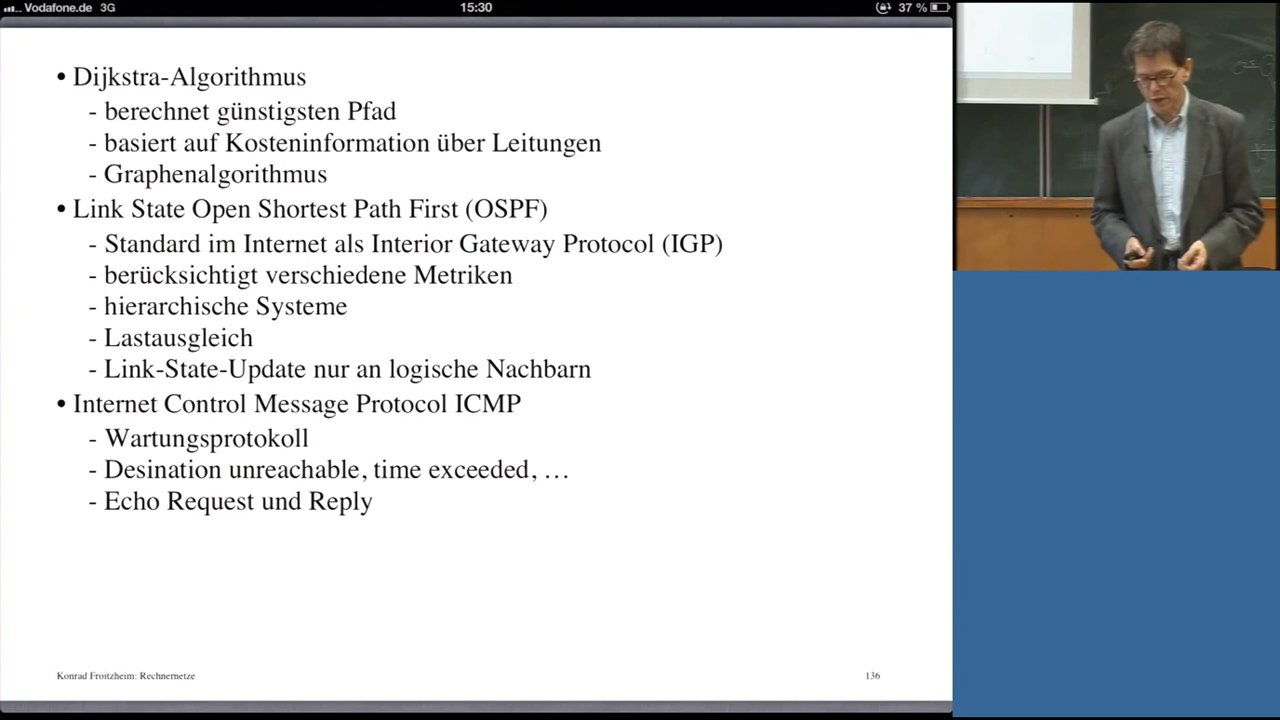 Vodafone.de 3G 15:30 37 %
• Dijkstra-Algorithmus
- berechnet günstigsten Pfad
- basiert auf Kosteninformation über Leitungen
- Graphenalgorithmus
• Link State Open Shortest Path First (OSPF)
- Standard im Internet als Interior Gateway Protocol (IGP)
- berücksichtigt verschiedene Metriken
- hierarchische Systeme
- Lastausgleich
- Link-State-Update nur an logische Nachbarn
• Internet Control Message Protocol ICMP
- Wartungsprotokoll
- Desination unreachable, time exceeded, …
- Echo Request und Reply
Konrad Froitzheim: Rechnernetze 136